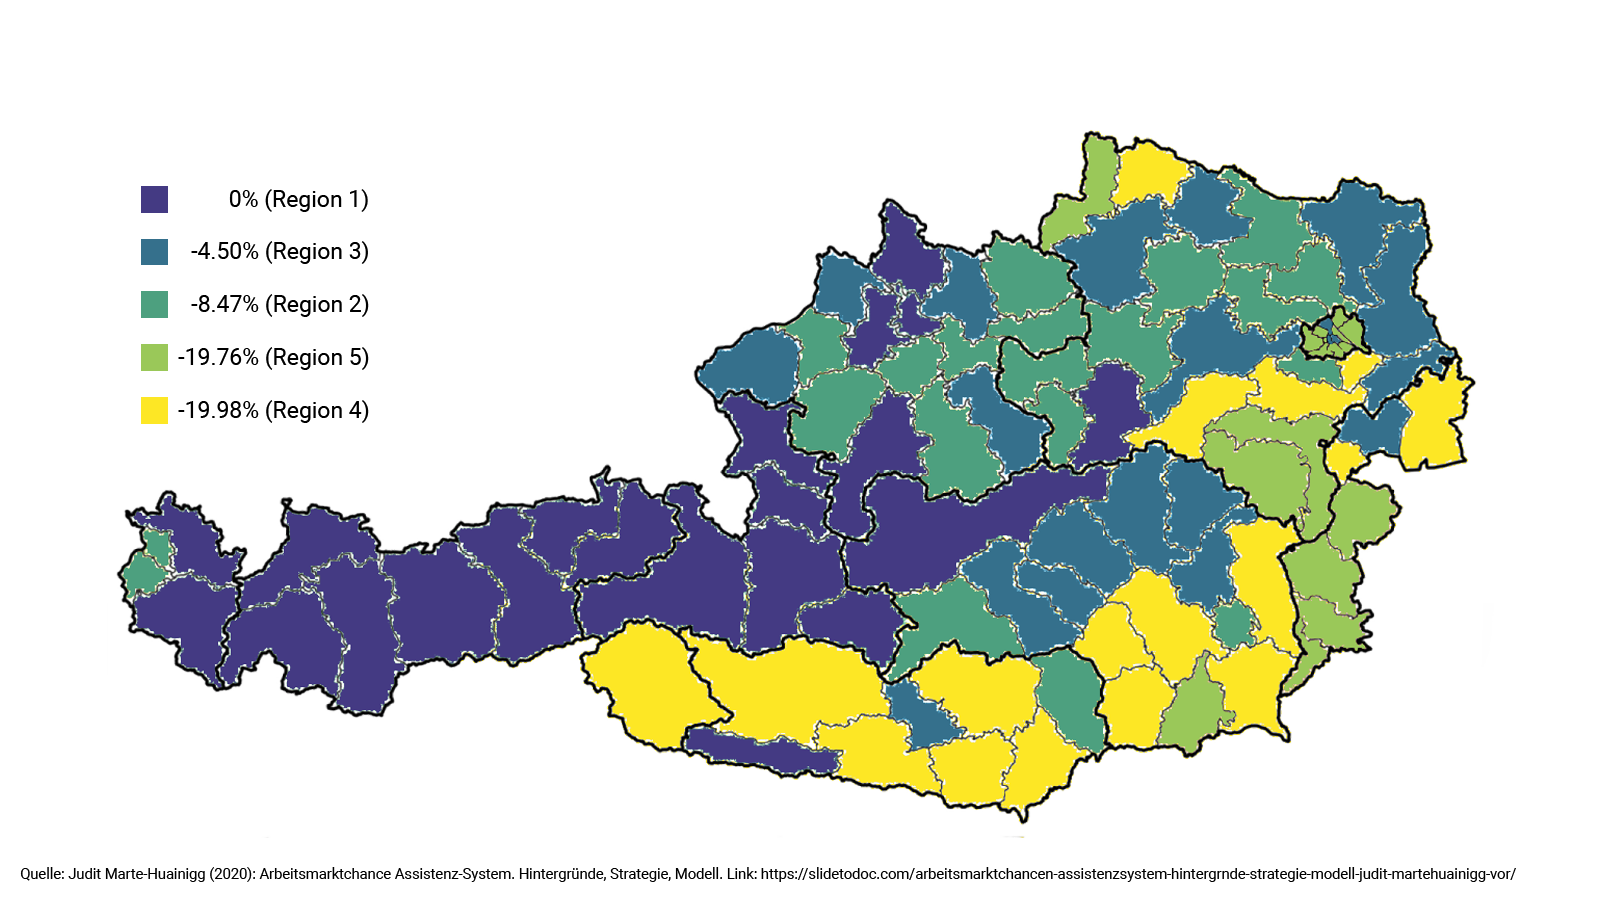 0% (Region 1)
-4.50% (Region 3)
-8.47% (Region 2)
-19.76% (Region 5)
-19.98% (Region 4)
Quelle: Judit Marte-Huainigg (2020): Arbeitsmarktchance Assistenz-System. Hintergründe, Strategie, Modell. Link: https://slidetodoc.com/arbeitsmarktchancen-assistenzsystem-hintergrnde-strategie-modell-judit-martehuainigg-vor/